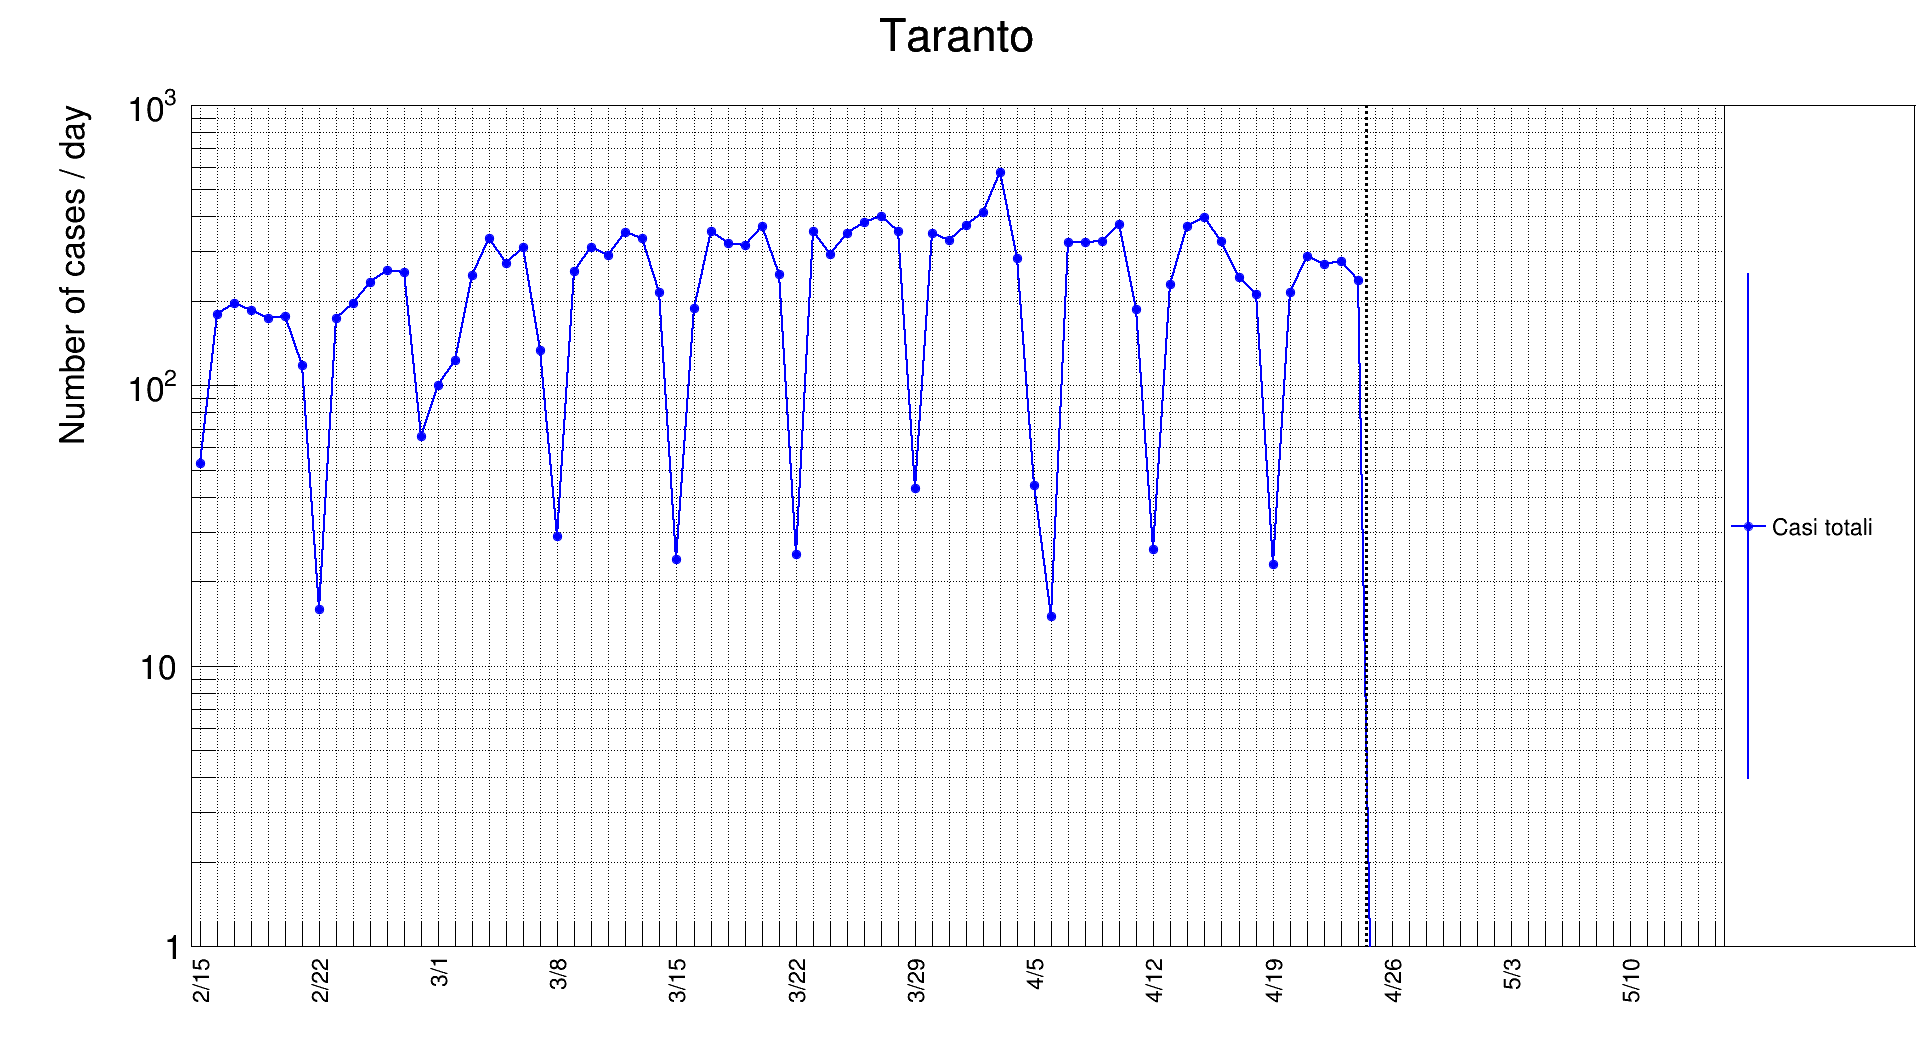 Taranto
Number of cases / day
10³
10²
10
1
2/15 2/22 3/1 3/8 3/15 3/22 3/29 4/5 4/12 4/19 4/26 5/3 5/10
Casi totali